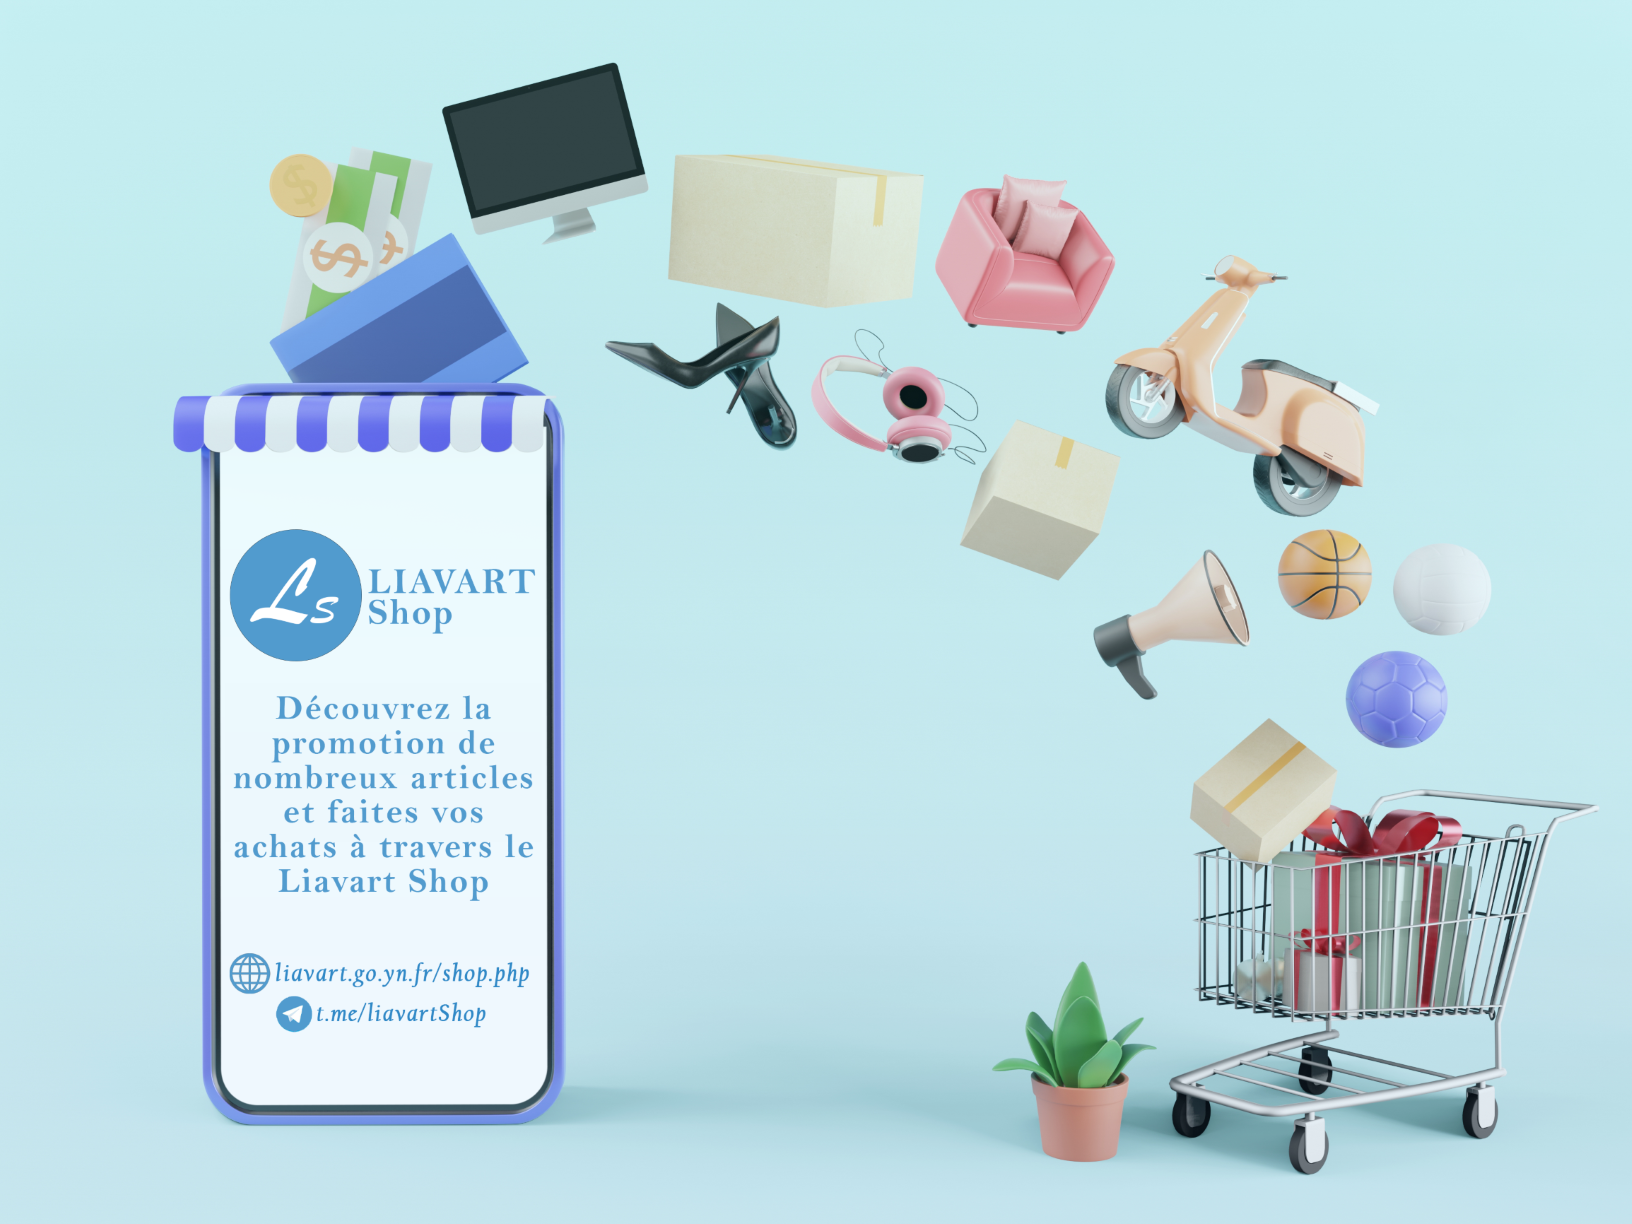 Ls
LIAVART
Shop
Découvrez la
promotion de
nombreux articles
et faites vos
achats à travers le
Liavart Shop
liavart.go.yn.fr/shop.php
t.me/liavartShop